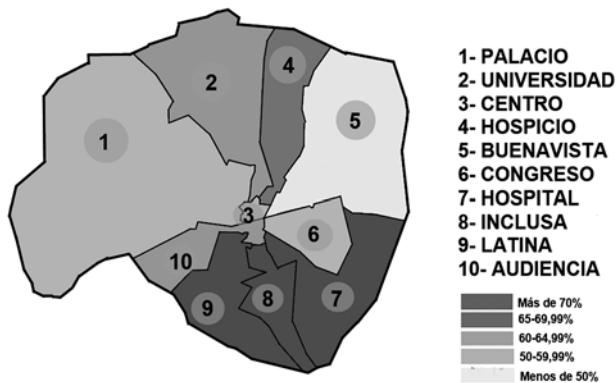 4
2
5
1
3
6
10
9
8
7
1- PALACIO
2- UNIVERSIDAD
3- CENTRO
4- HOSPICIO
5- BUENAVISTA
6- CONGRESO
7- HOSPITAL
8- INCLUSA
9- LATINA
10- AUDIENCIA
Más de 70%
65-69,99%
60-64,99%
50-59,99%
Menos de 50%